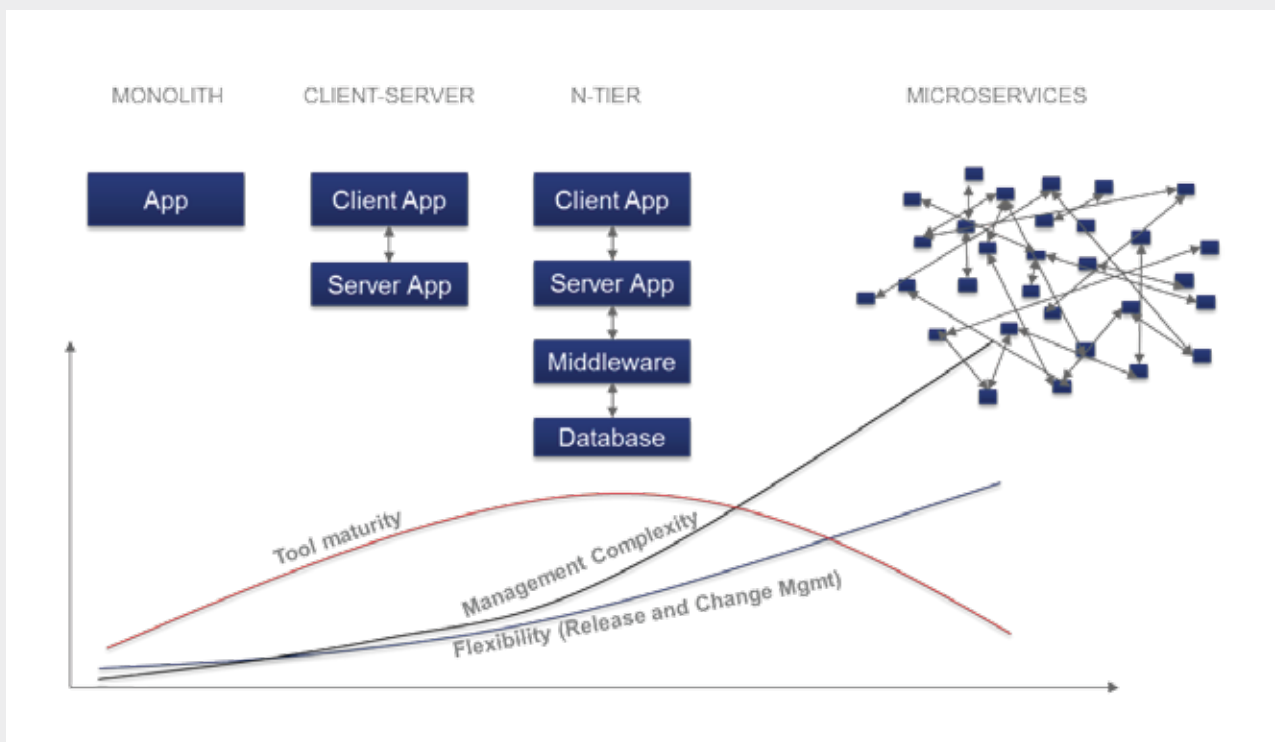 MONOLITH
CLIENT-SERVER
N-TIER
MICROSERVICES
App
Client App
Client App
Server App
Server App
Middleware
Database
Tool maturity
Management Complexity
Flexibility (Release and Change Mgmt)